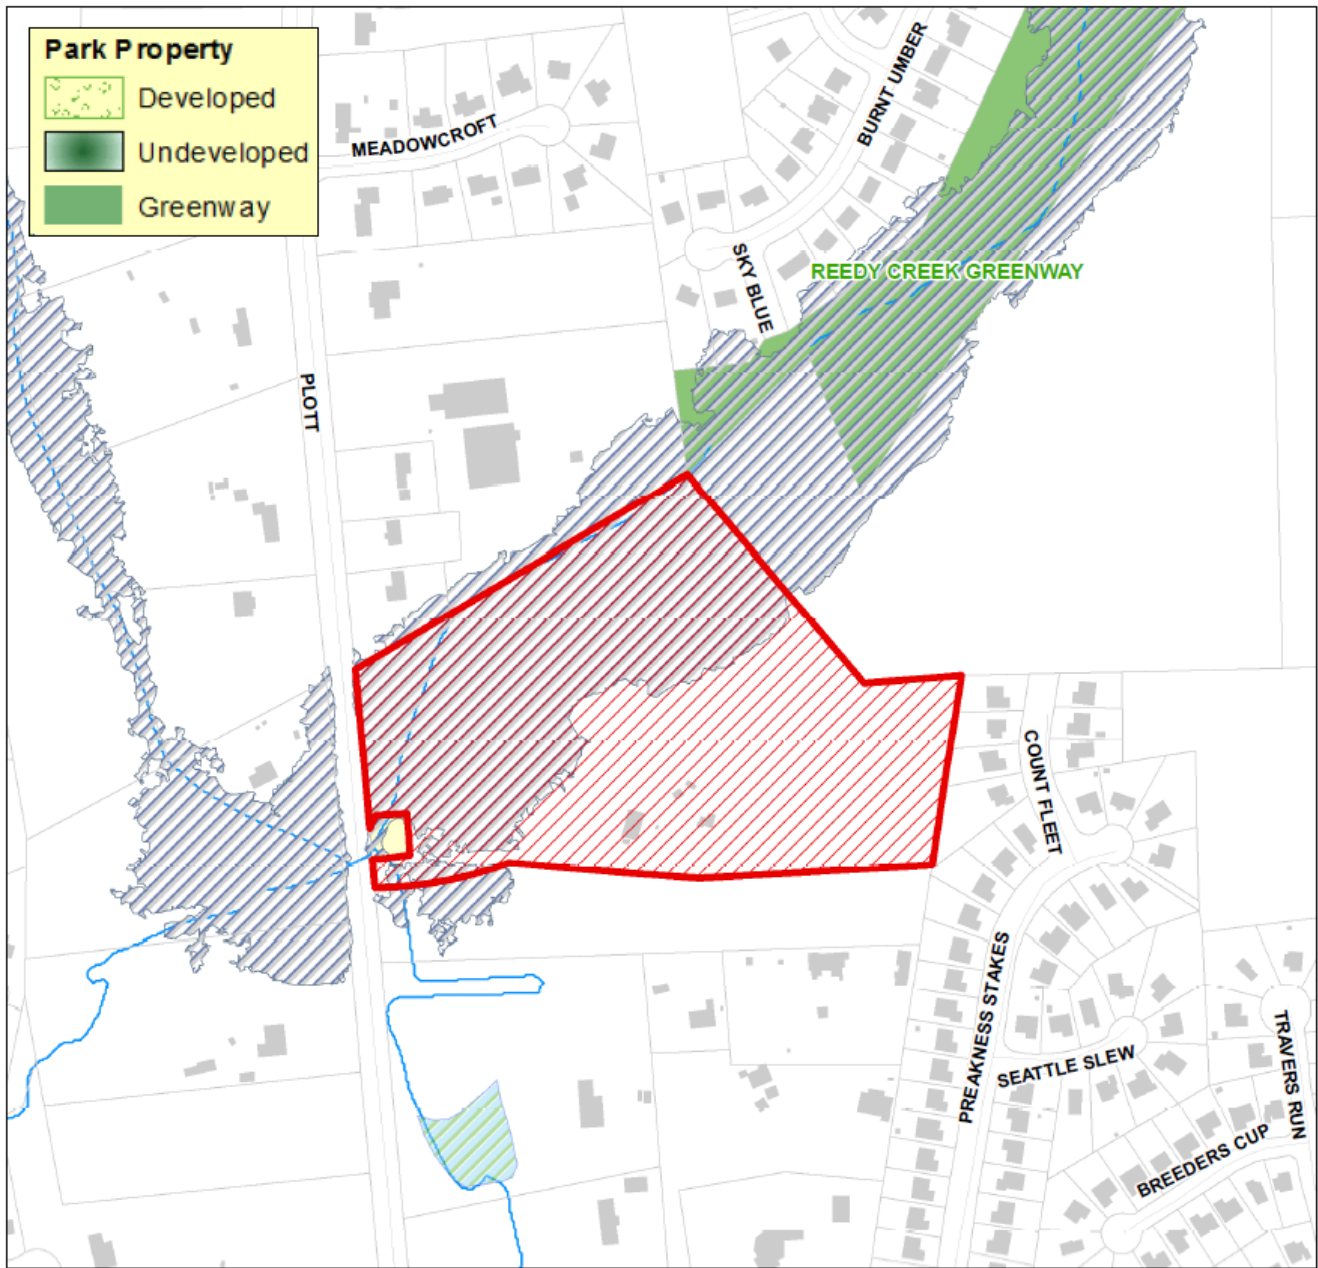 Park Property
Developed
Undeveloped
Greenway
MEADOWCROFT
BURNT UMBER
SKY BLUE
REEDY CREEK GREENWAY
PLOTT
COUNT FLEET
PREAKNESS STAKES
SEATTLE SLEW
TRAVERS RUN
BREEDERS CUP